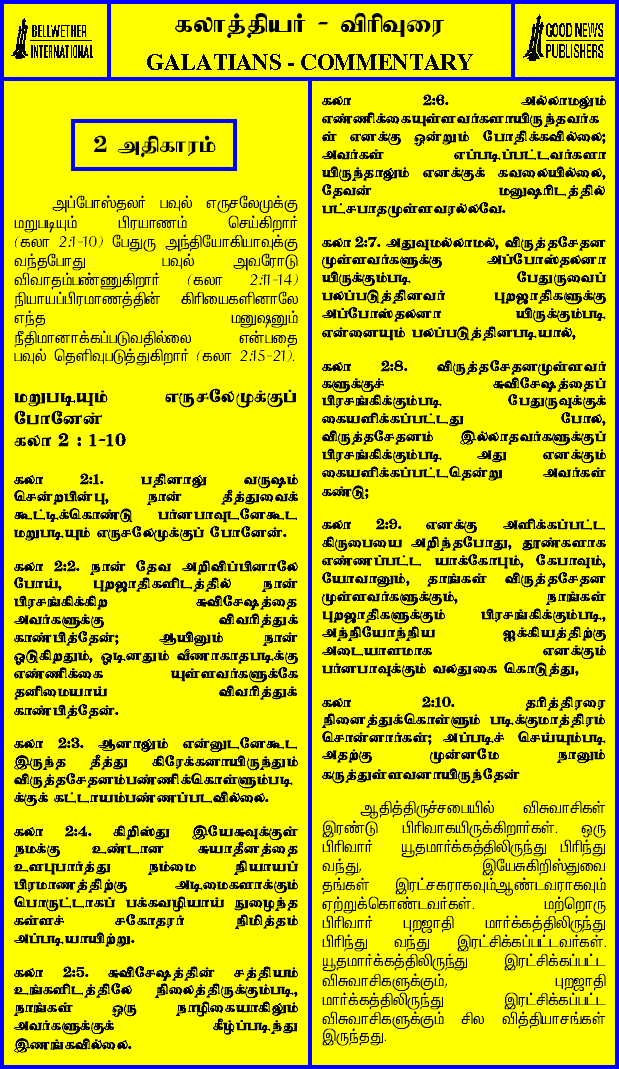 BELLWETHER
INTERNATIONAL
கலாத்தியர் - விரிவுரை
GALATIANS - COMMENTARY
GOOD NEWS
PUBLISHERS
2 அதிகாரம்
அப்போஸ்தலர் பவுல் எருசலேமுக்கு
மறுபடியும் பிரயாணம் செய்கிறார்
(கலா 2:1-10) பேதுரு அந்தியோகியாவுக்கு
வந்தபோது பவுல் அவரோடு
விவாதம்பண்ணுகிறார் (கலா 2:11-14)
நியாயப்பிரமாணத்தின் கிரியைகளினாலே
எந்த மனுஷனும்
நீதிமானாக்கப்படுவதில்லை என்பதை
பவுல் தெளிவுபடுத்துகிறார் (கலா 2:15-21).
மறுபடியும் எருசலேமுக்குப்
போனேன்
கலா 2 : 1-10
கலா 2:1. பதினாலு வருஷம்
சென்றபின்பு, நான் தீத்துவைக்
கூட்டிக்கொண்டு பர்னபாவுடனேகூட
மறுபடியும் எருசலேமுக்குப் போனேன்.
கலா 2:2. நான் தேவ அறிவிப்பினாலே
போய், புறஜாதிகளிடத்தில் நான்
பிரசங்கிக்கிற சுவிசேஷத்தை
அவர்களுக்கு விவரித்துக்
காண்பித்தேன்; ஆயினும் நான்
ஓடுகிறதும், ஓடினதும் வீணாகாதபடிக்கு
எண்ணிக்கை யுள்ளவர்களுக்கே
தனிமையாய் விவரித்துக்
காண்பித்தேன்.
கலா 2:3. ஆனாலும் என்னுடனேகூட
இருந்த தீத்து கிரேக்கனாயிருந்தும்
விருத்தசேதனம்பண்ணிக்கொள்ளும்படி
க்குக் கட்டாயம்பண்ணப்படவில்லை.
கலா 2:4. கிறிஸ்து இயேசுவுக்குள்
நமக்கு உண்டான சுயாதீனத்தை
உளவுபார்த்து நம்மை நியாயப்
பிரமாணத்திற்கு அடிமைகளாக்கும்
பொருட்டாகப் பக்கவழியாய் நுழைந்த
கள்ளச் சகோதரர் நிமித்தம்
அப்படியாயிற்று.
கலா 2:5. சுவிசேஷத்தின் சத்தியம்
உங்களிடத்திலே நிலைத்திருக்கும்படி,
நாங்கள் ஒரு நாழிகையாகிலும்
அவர்களுக்குக் கீழ்ப்படிந்து
இணங்கவில்லை.
கலா 2:6. அல்லாமலும்
எண்ணிக்கையுள்ளவர்களாயிருந்தவர்க
ள் எனக்கு ஒன்றும் போதிக்கவில்லை;
அவர்கள் எப்படிப்பட்டவர்களா
யிருந்தாலும் எனக்குக் கவலையில்லை,
தேவன் மனுஷரிடத்தில்
பட்சபாதமுள்ளவரல்லவே.
கலா 2:7. அதுவுமல்லாமல், விருத்தசேதன
முள்ளவர்களுக்கு அப்போஸ்தலனா
யிருக்கும்படி பேதுருவைப்
பலப்படுத்தினவர் புறஜாதிகளுக்கு
அப்போஸ்தலனா யிருக்கும்படி
என்னையும் பலப்படுத்தினபடியால்,
கலா 2:8. விருத்தசேதனமுள்ளவர்
களுக்குச் சுவிசேஷத்தைப்
பிரசங்கிக்கும்படி பேதுருவுக்குக்
கையளிக்கப்பட்டது போல,
விருத்தசேதனம் இல்லாதவர்களுக்குப்
பிரசங்கிக்கும்படி அது எனக்கும்
கையளிக்கப்பட்டதென்று அவர்கள்
கண்டு;
கலா 2:9. எனக்கு அளிக்கப்பட்ட
கிருபையை அறிந்தபோது, தூண்களாக
எண்ணப்பட்ட யாக்கோபும், கேபாவும்,
யோவானும், தாங்கள் விருத்தசேதன
முள்ளவர்களுக்கும், நாங்கள்
புறஜாதிகளுக்கும் பிரசங்கிக்கும்படி,
அந்நியோந்நிய ஐக்கியத்திற்கு
அடையாளமாக எனக்கும்
பர்னபாவுக்கும் வலதுகை கொடுத்து,
கலா 2:10. தரித்திரரை
நினைத்துக்கொள்ளும் படிக்குமாத்திரம்
சொன்னார்கள்; அப்படிச் செய்யும்படி
அதற்கு முன்னமே நானும்
கருத்துள்ளவனாயிருந்தேன்
ஆதித்திருச்சபையில் விசுவாசிகள்
இரண்டு பிரிவாகயிருக்கிறார்கள். ஒரு
பிரிவார் யூதமார்க்கத்திலிருந்து பிரிந்து
வந்து, இயேசுகிறிஸ்துவை
தங்கள் இரட்சகராகவும்ஆண்டவராகவும்
ஏற்றுக்கொண்டவர்கள். மற்றொரு
பிரிவார் புறஜாதி மார்க்கத்திலிருந்து
பிரிந்து வந்து இரட்சிக்கப்பட்டவர்கள்.
யூதமார்க்கத்திலிருந்து இரட்சிக்கப்பட்ட
விசுவாசிகளுக்கும், புறஜாதி
மார்க்கத்திலிருந்து இரட்சிக்கப்பட்ட
விசுவாசிகளுக்கும் சில வித்தியாசங்கள்
இருந்தது.